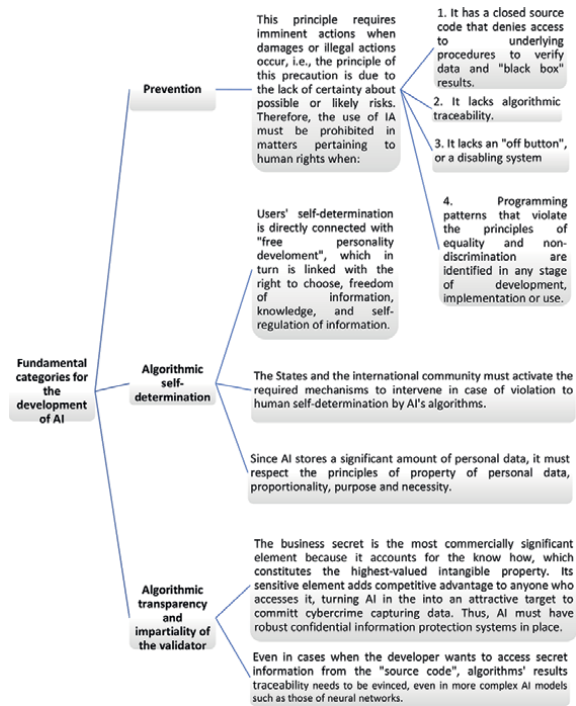 Fundamental
categories for
the
development
of AI
Prevention
This principle requires
imminent actions when
damages or illegal actions
occur, i.e., the principle
of this precaution is due to
the lack of certainty about
possible or likely risks.
Therefore, the use of IA
must be prohibited in
matters pertaining to
human rights when:
1. It has a closed source
code that denies access
to underlying
procedures to verify
data and "black box"
results.
2. It lacks algorithmic
traceability.
3. It lacks an "off button",
or a disabling system
4. Programming
patterns that violate
the principles of
equality and non-
discrimination are
identified in any stage
of development,
implementation or use.
Algorithmic
self-
determination
Users' self-determination
is directly connected with
"free personality
develoment", which in
turn is linked with the
right to choose, freedom
of information,
knowledge, and self-
regulation of information.
The States and the international community must activate the
required mechanisms to intervene in case of violation to
human self-determination by AI's algorithms.
Since AI stores a significant amount of personal data, it must
respect the principles of property of personal data,
proportionality, purpose and necessity.
Algorithmic
transparency
and
impartiality of
the validator
The business secret is the most commercially significant
element because it accounts for the know how, which
constitutes the highest-valued intangible property. Its
sensitive element adds competitive advantage to anyone who
accesses it, turning AI in the into an attractive target to
committ cybercrime capturing data. Thus, AI must have
robust confidential information protection systems in place.
Even in cases when the developer wants to access secret
information from the "source code", algorithms' results
traceability needs to be evinced, even in more complex AI models
such as those of neural networks.